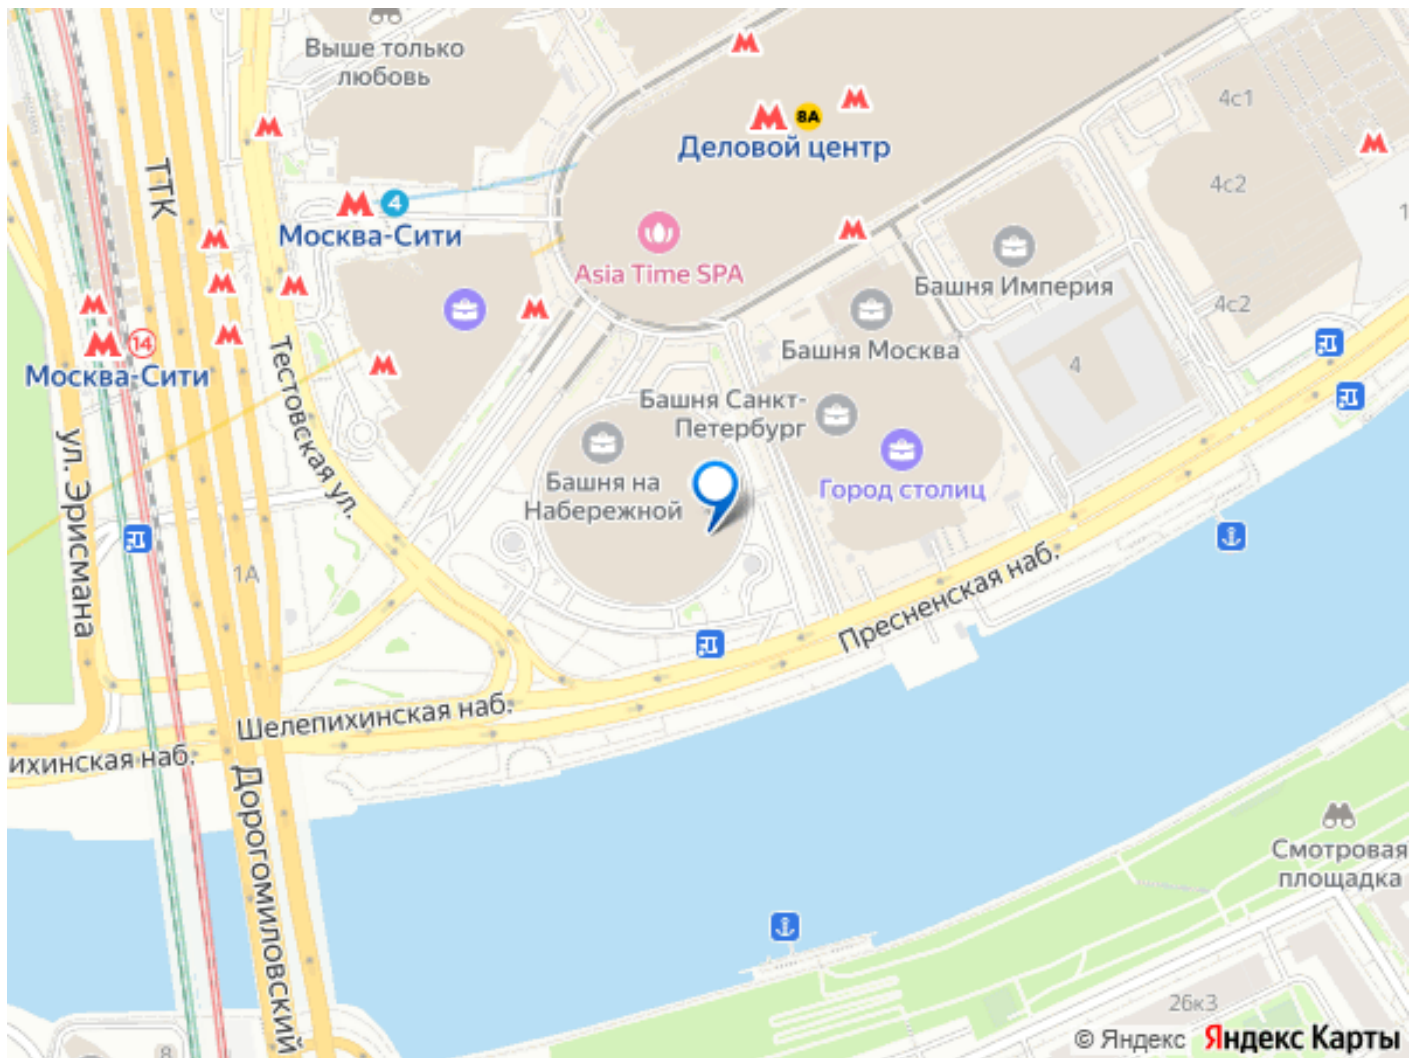 Выше только
любовь
4с1
8А
Деловой центр
4с2
ТТК
4
Москва-Сити
Asia Time SPA
Башня Империя
4с2
14
Москва-Сити
Башня Москва
4
Тестовская ул.
Башня Санкт-
Петербург
ул. Эрисмана
Башня на
Набережной
Город столиц
1А
Пресненская наб.
Шелепихинская наб.
ихинская наб.
Дорогомиловский
Смотровая
площадка
26к3
8
© Яндекс Яндекс Карты